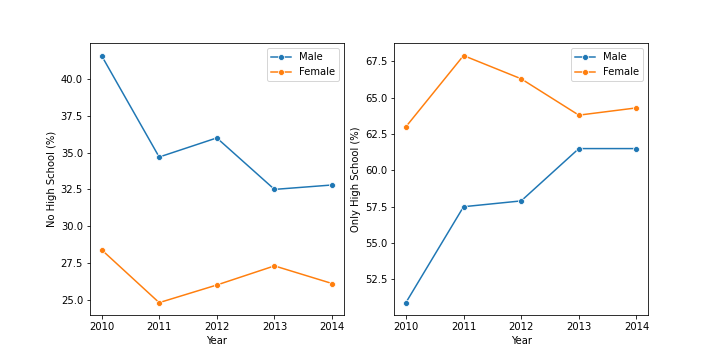 No High School (%)
40.0
37.5
35.0
32.5
30.0
27.5
25.0
2010 2011 2012 2013 2014
Year
Male
Female
Only High School (%)
67.5
65.0
62.5
60.0
57.5
55.0
52.5
2010 2011 2012 2013 2014
Year
Male
Female